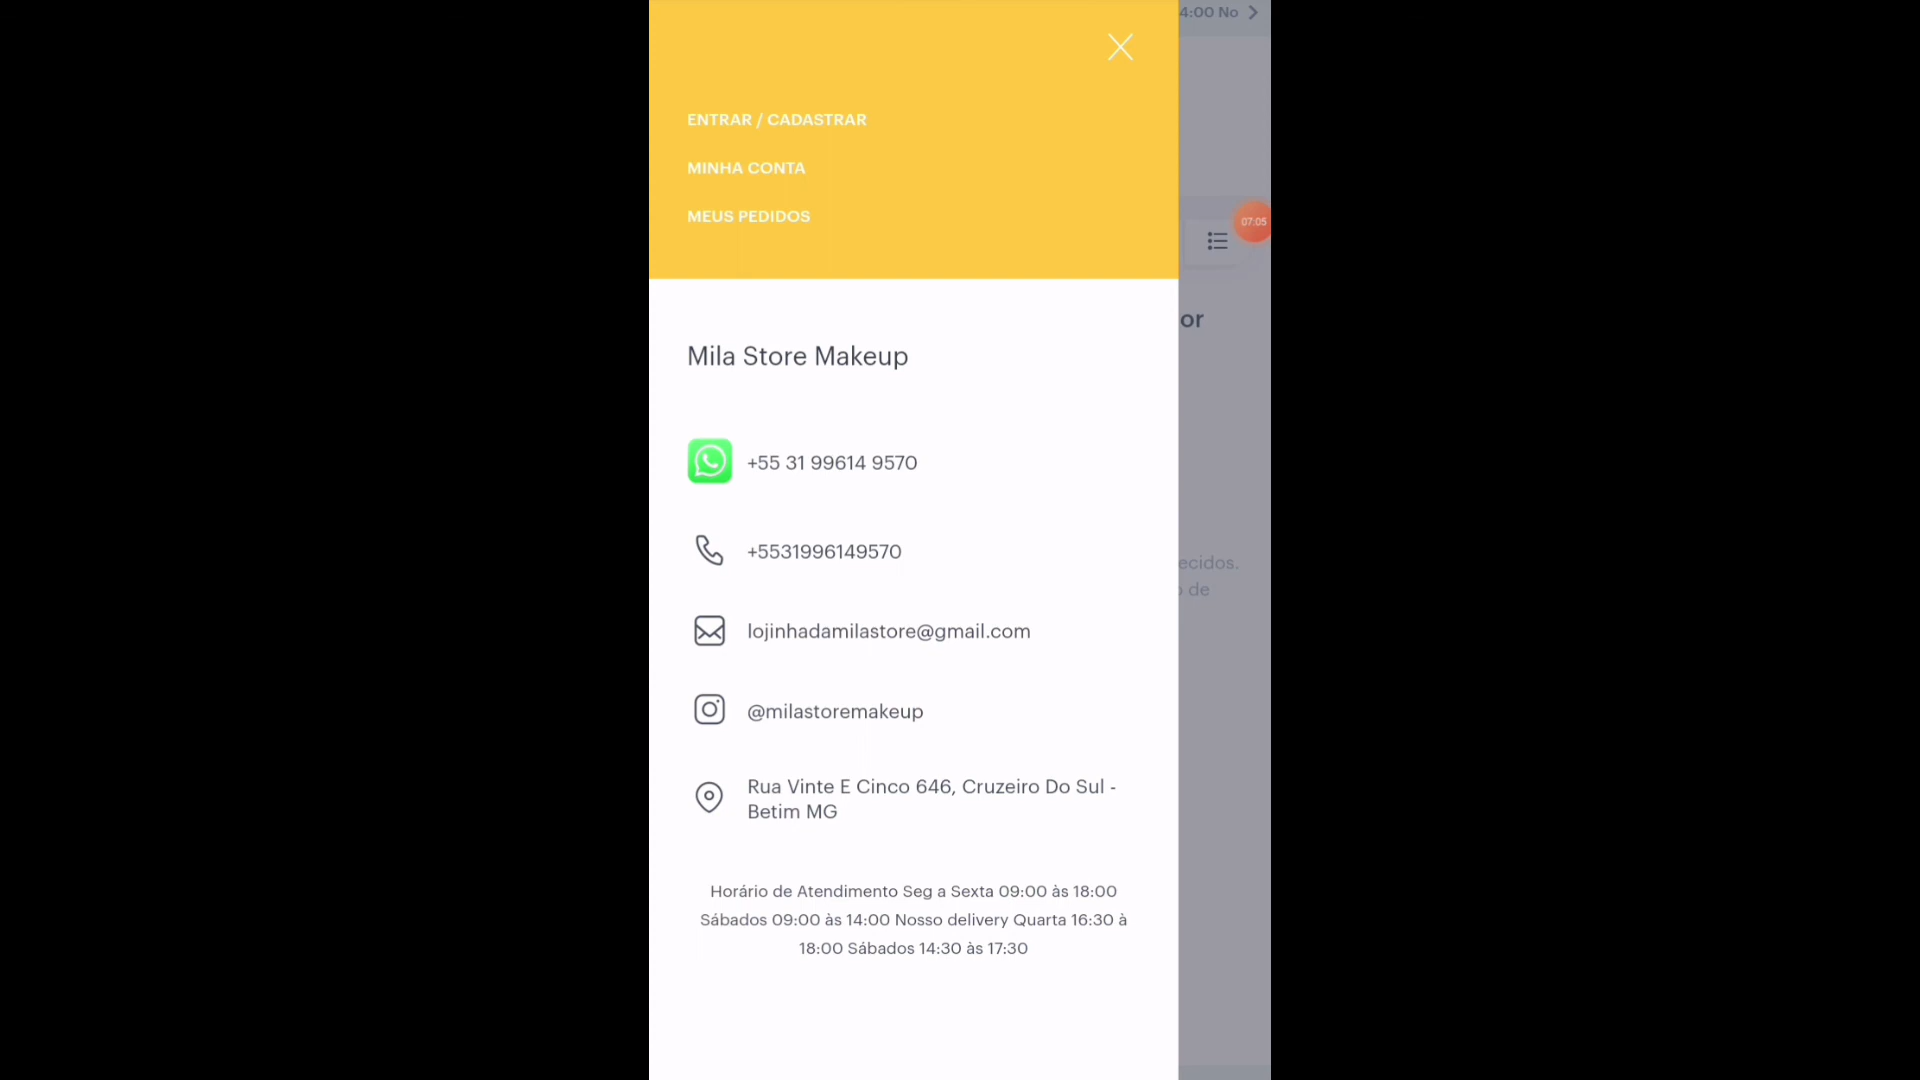 4:00 No
ENTRAR / CADASTRAR
MINHA CONTA
MEUS PEDIDOS
07:05
or
Mila Store Makeup
+55 31 99614 9570
+5531996149570
ecidos.
de
lojinhadamilastore@gmail.com
@milastoremakeup
Rua Vinte E Cinco 646, Cruzeiro Do Sul -
Betim MG
Horário de Atendimento Seg a Sexta 09:00 às 18:00
Sábados 09:00 às 14:00 Nosso delivery Quarta 16:30 à
18:00 Sábados 14:30 às 17:30